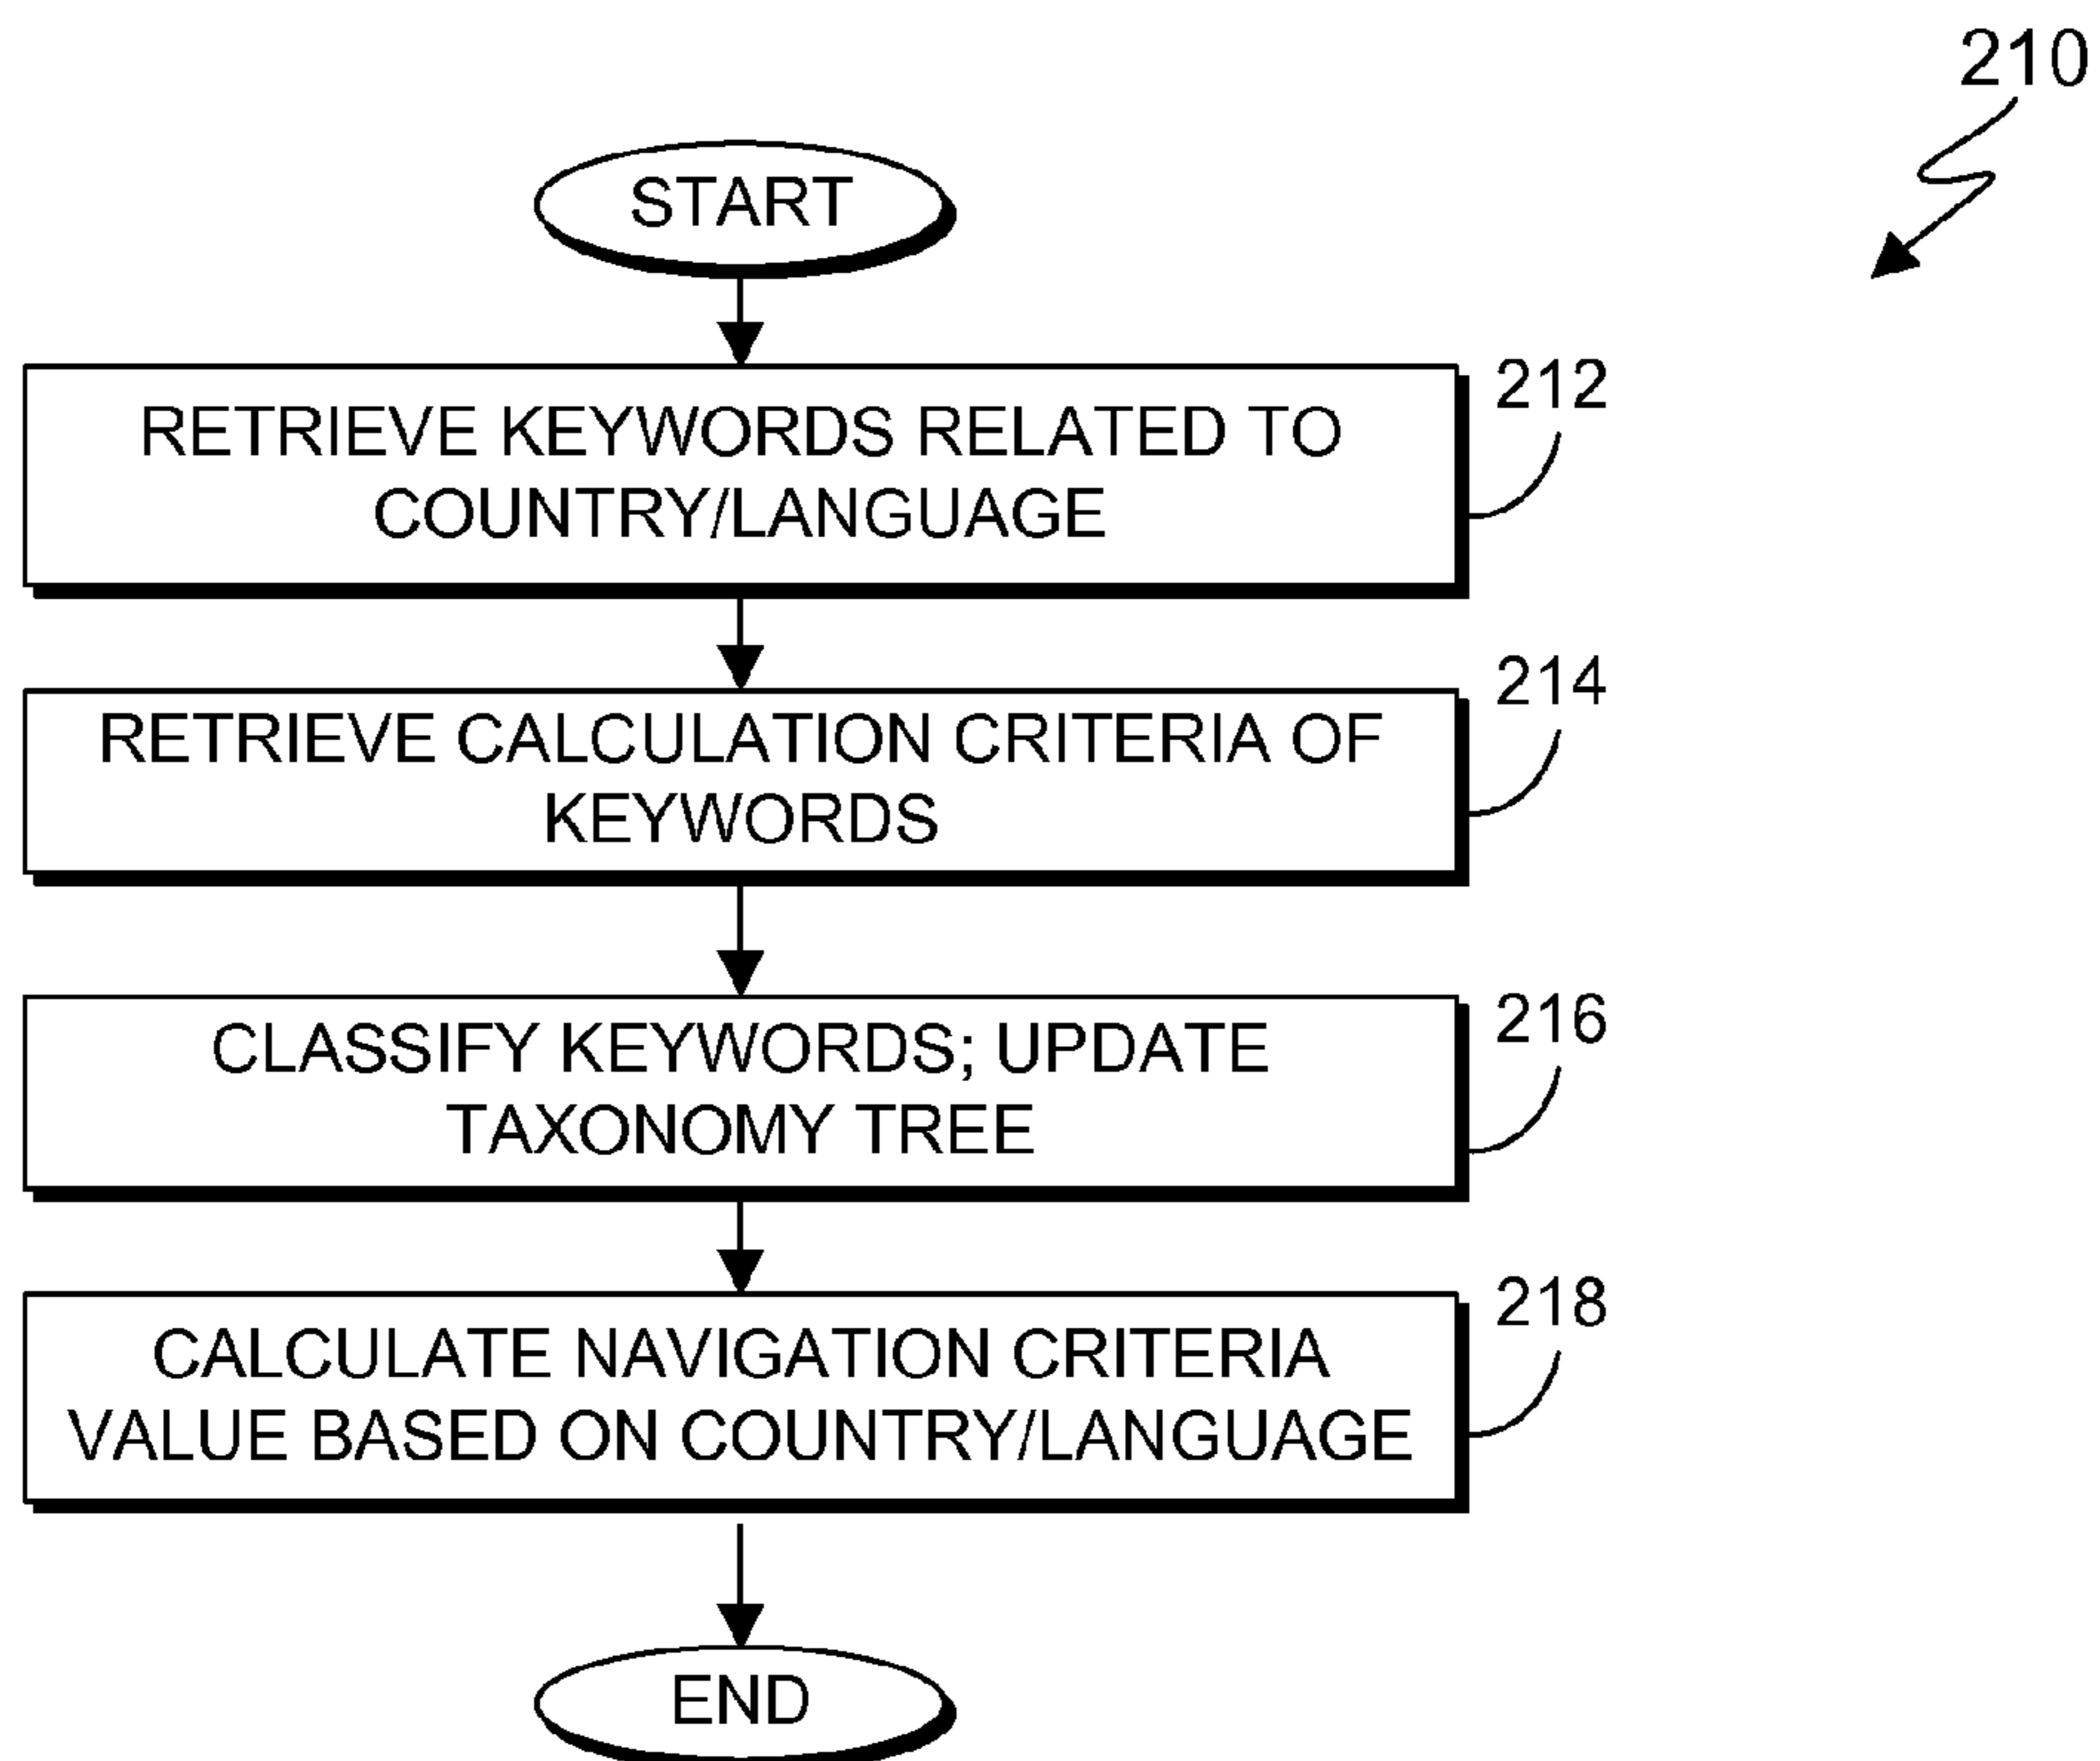 210
START
212
RETRIEVE KEYWORDS RELATED TO
COUNTRY/LANGUAGE
214
RETRIEVE CALCULATION CRITERIA OF
KEYWORDS
216
CLASSIFY KEYWORDS; UPDATE
TAXONOMY TREE
218
CALCULATE NAVIGATION CRITERIA
VALUE BASED ON COUNTRY/LANGUAGE
END